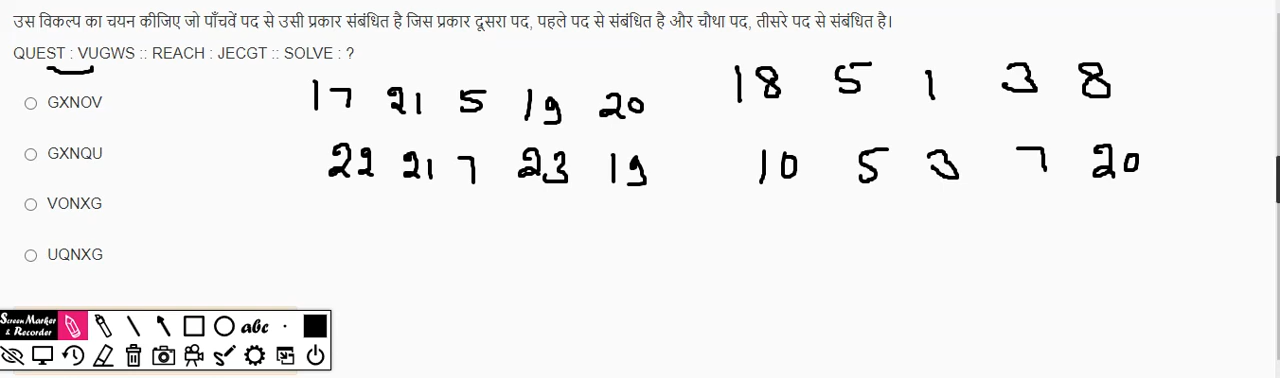 उस विकल्प का चयन कीजिए जो पाँचवें पद से उसी प्रकार संबंधित है जिस प्रकार दूसरा पद, पहले पद से संबंधित है और चौथा पद, तीसरे पद से संबंधित है।
QUEST : VUGWS :: REACH : JECGT :: SOLVE : ?
17 21 5 19 20 18 5 1 3 8
GXNOV
22 21 7 23 19 10 5 3 7 20
GXNQU
VONXG
UQNXG
Screen Marker & Recorder abc